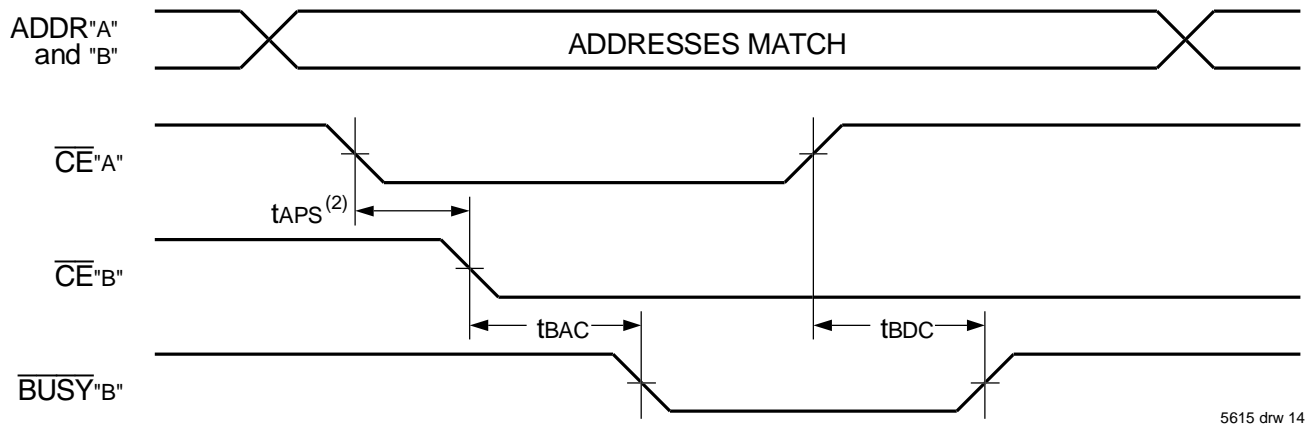 ADDR"A"
and "B"
ADDRESSES MATCH
CE"A"
tAPS(2)
CE"B"
tBAC
tBDC
BUSY"B"
5615 drw 14